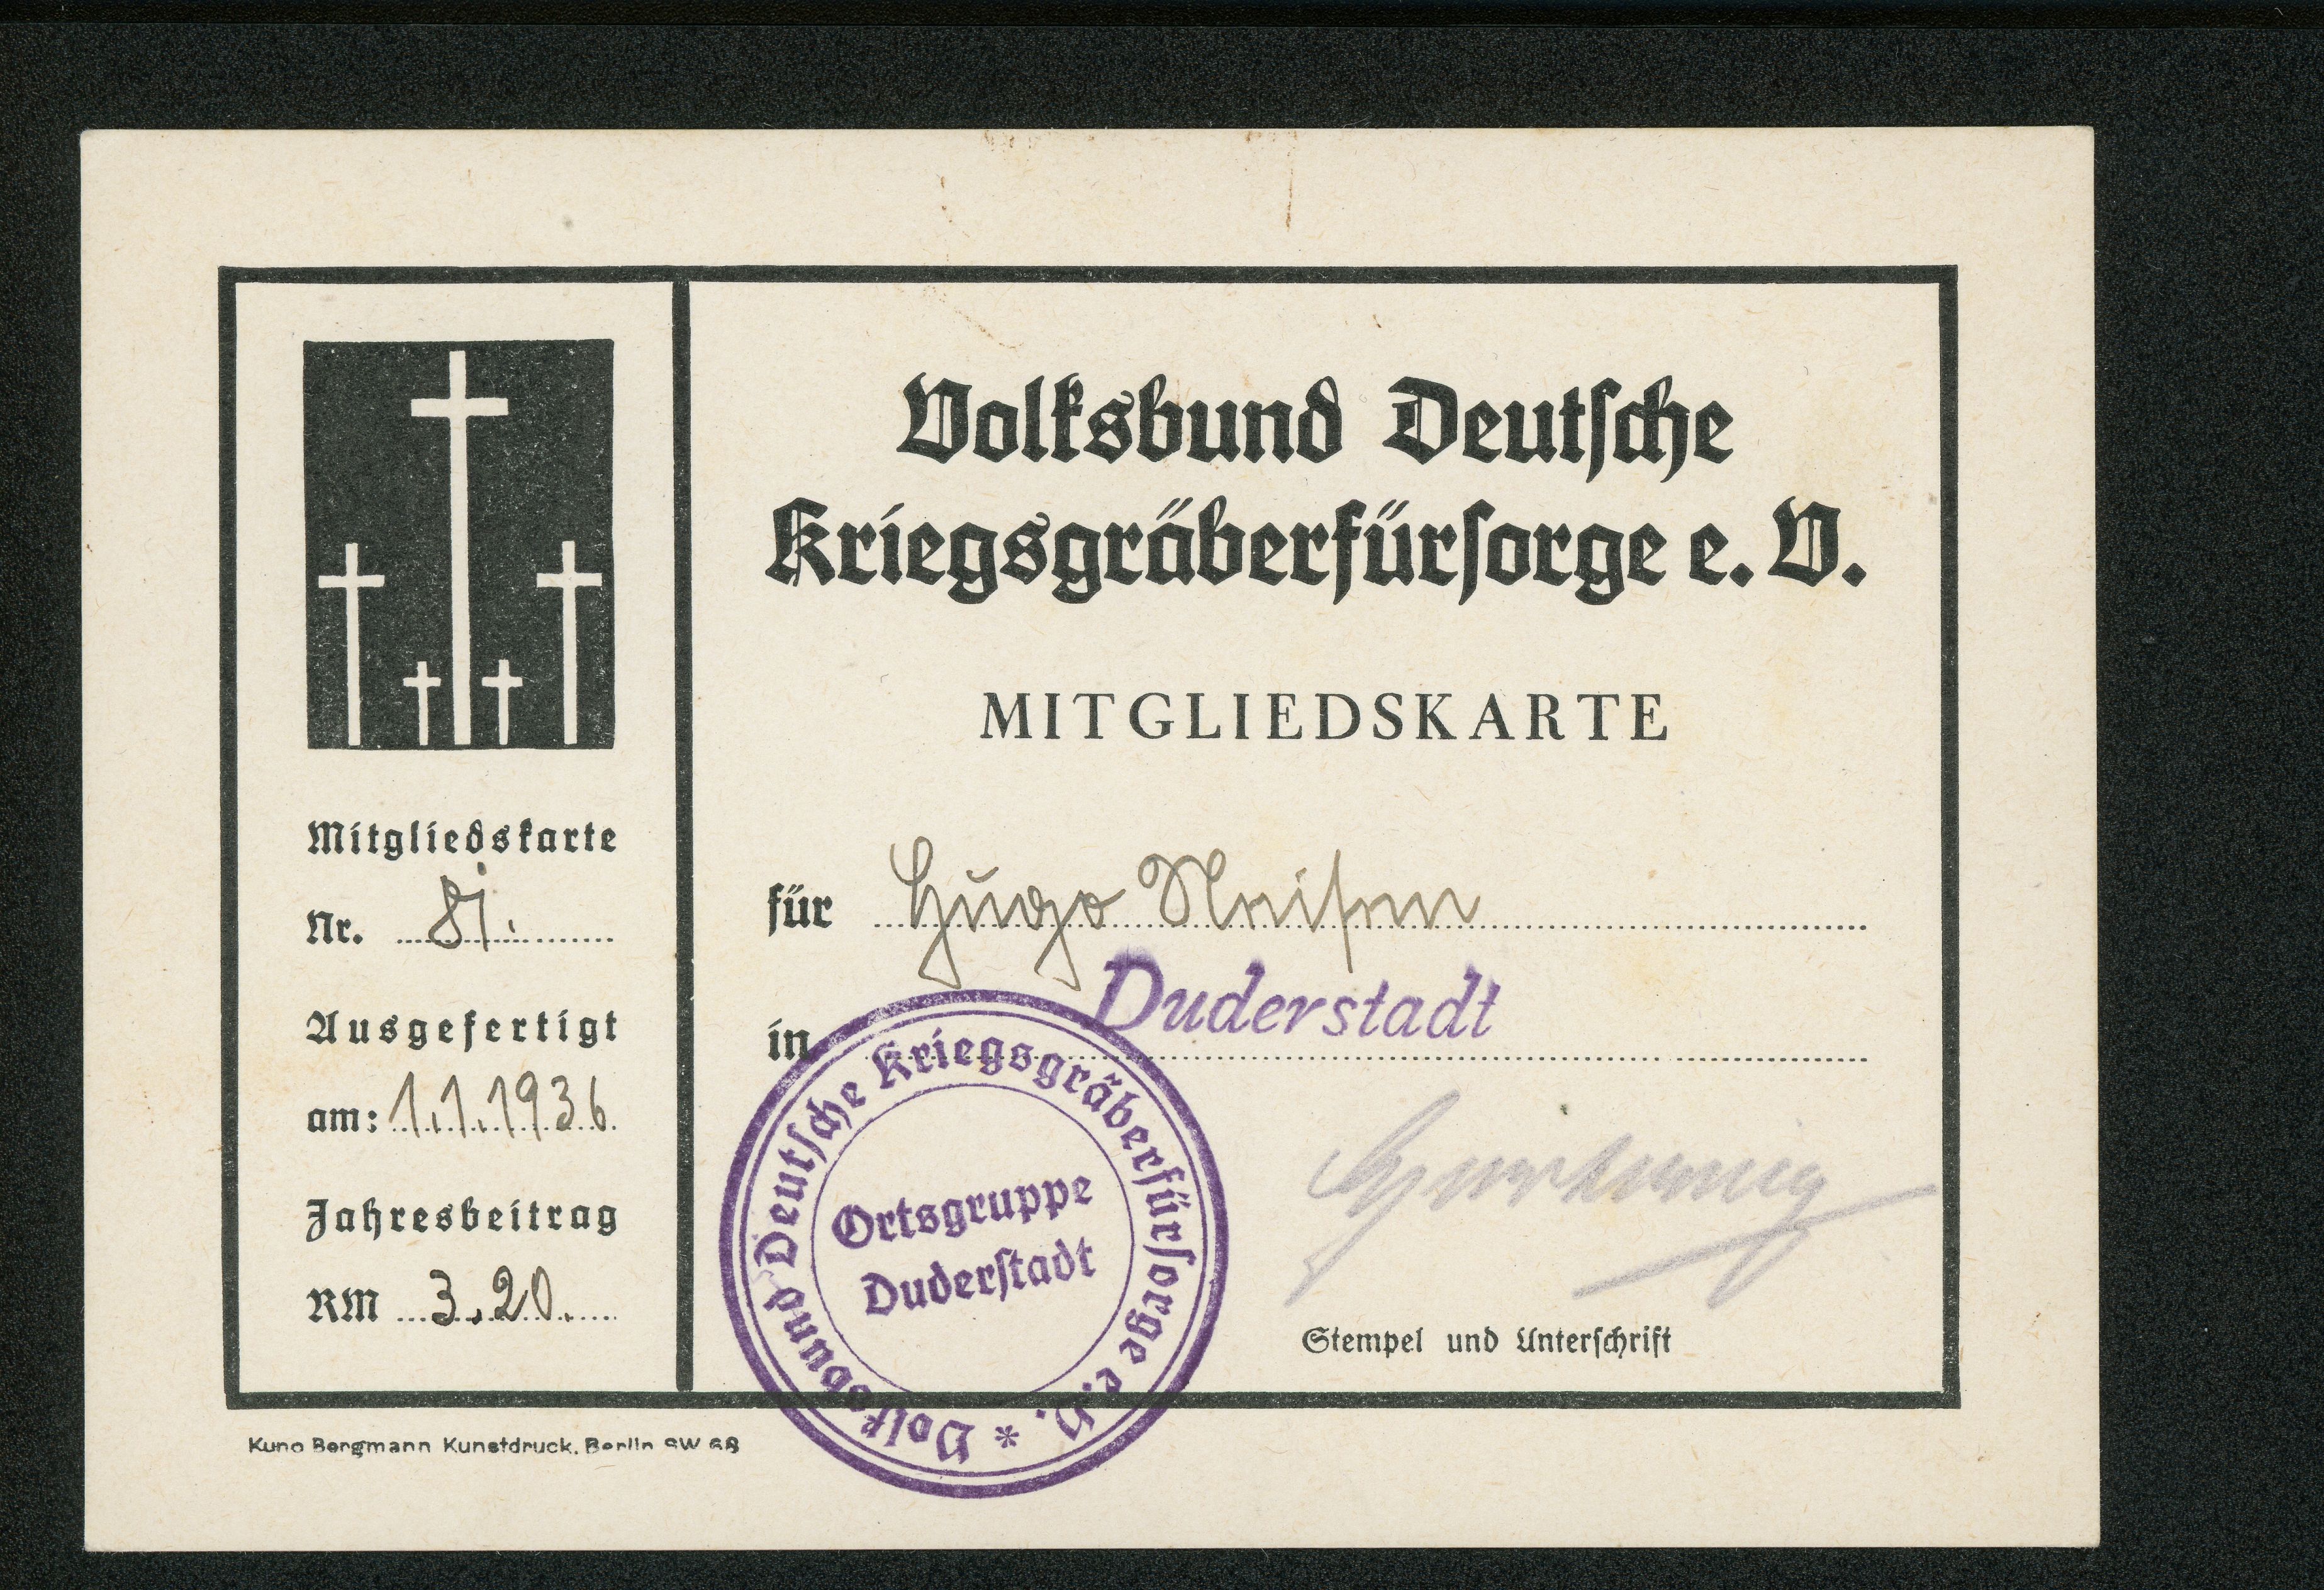 Mitgliedskarte
Nr. 81.
Ausgefertigt
am: 1.1.1936
Jahresbeitrag
RM 3.20.
Volksbund Deutſche
Kriegsgräberfürſorge e. V.
MITGLIEDSKARTE
für Hugo
in Duderstadt
Volksbund Deutſche Kriegsgräberfürſorge e.V. *
Ortsgruppe
Duderſtadt
Stempel und Unterſchrift
Kuno Bergmann Kunstdruck, Berlin SW 68